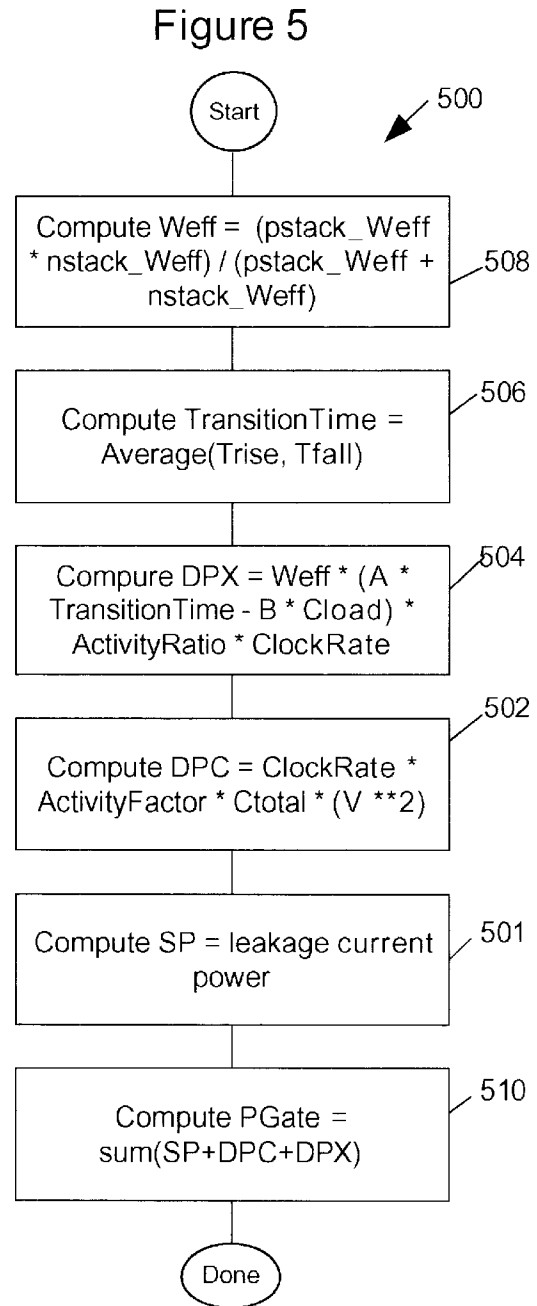 Figure 5
Start
500
Compute Weff = (pstack_Weff
* nstack_Weff) / (pstack_Weff +
nstack_Weff)
508
506
Compute TransitionTime =
Average(Trise, Tfall)
504
Compure DPX = Weff * (A *
TransitionTime - B * Cload) *
ActivityRatio * ClockRate
502
Compute DPC = ClockRate *
ActivityFactor * Ctotal * (V **2)
501
Compute SP = leakage current
power
510
Compute PGate =
sum(SP+DPC+DPX)
Done